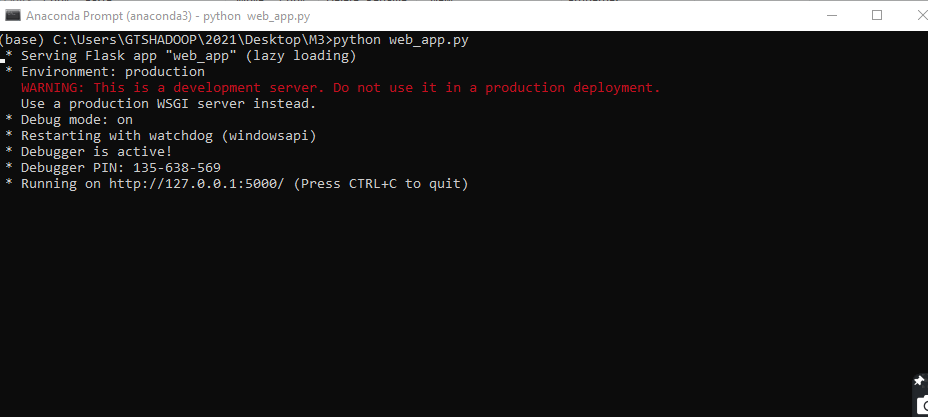 Anaconda Prompt (anaconda3) - python  web_app.py
(base) C:\Users\GTSHADOOP\2021\Desktop\M3>python web_app.py
* Serving Flask app "web_app" (lazy loading)
* Environment: production
WARNING: This is a development server. Do not use it in a production deployment.
Use a production WSGI server instead.
* Debug mode: on
* Restarting with watchdog (windowsapi)
* Debugger is active!
* Debugger PIN: 135-638-569
* Running on http://127.0.0.1:5000/ (Press CTRL+C to quit)